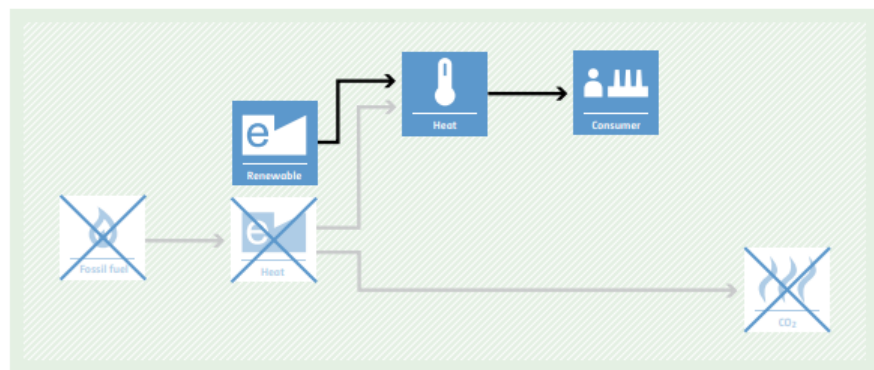 Heat
Consumer
e
Renewable
Fossil fuel
e
Heat
CO₂